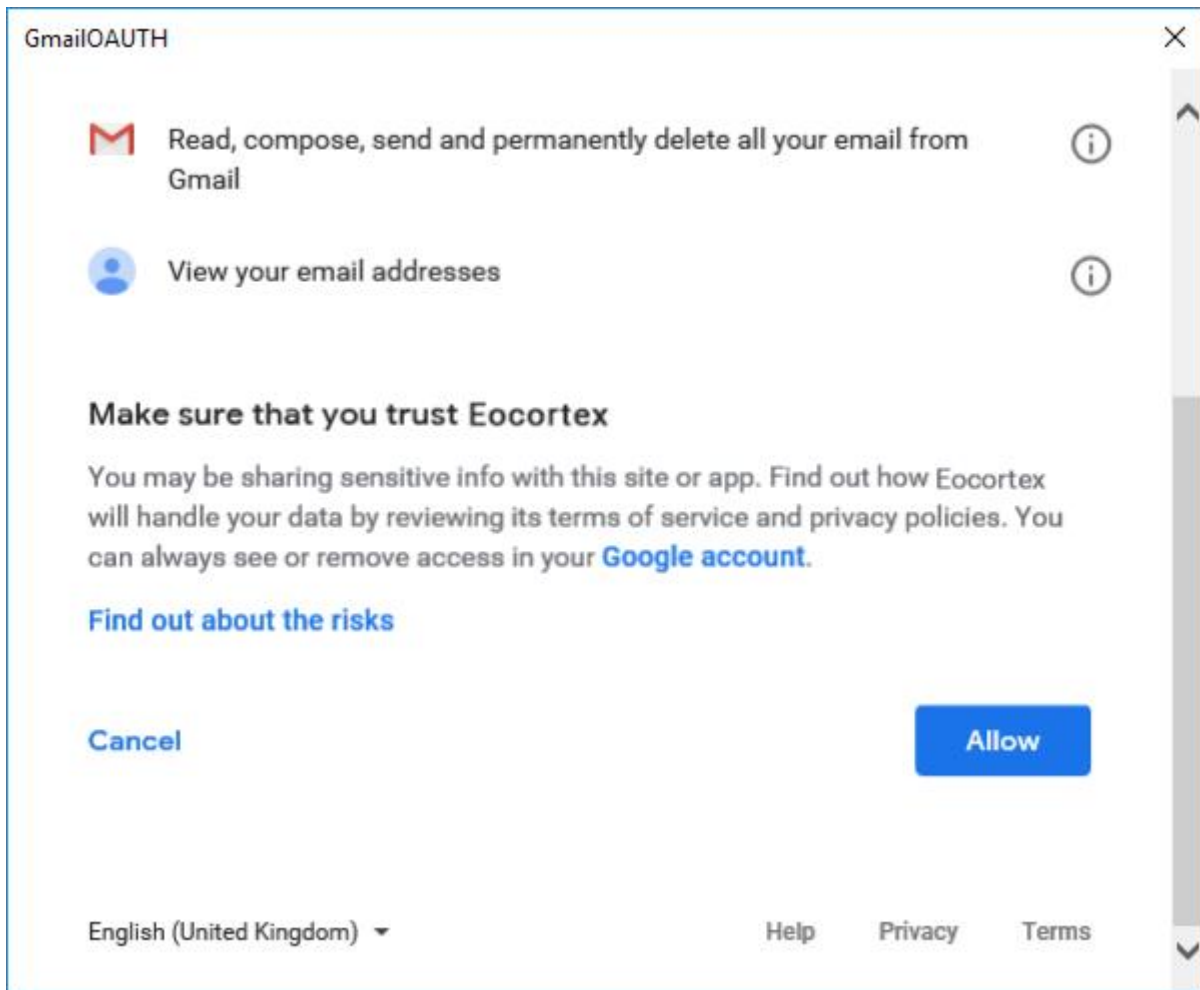 GmailOAUTH
Read, compose, send and permanently delete all your email from
Gmail
View your email addresses
Make sure that you trust Eocortex
You may be sharing sensitive info with this site or app. Find out how Eocortex
will handle your data by reviewing its terms of service and privacy policies. You
can always see or remove access in your Google account.
Find out about the risks
Cancel
Allow
English (United Kingdom)
Help
Privacy
Terms